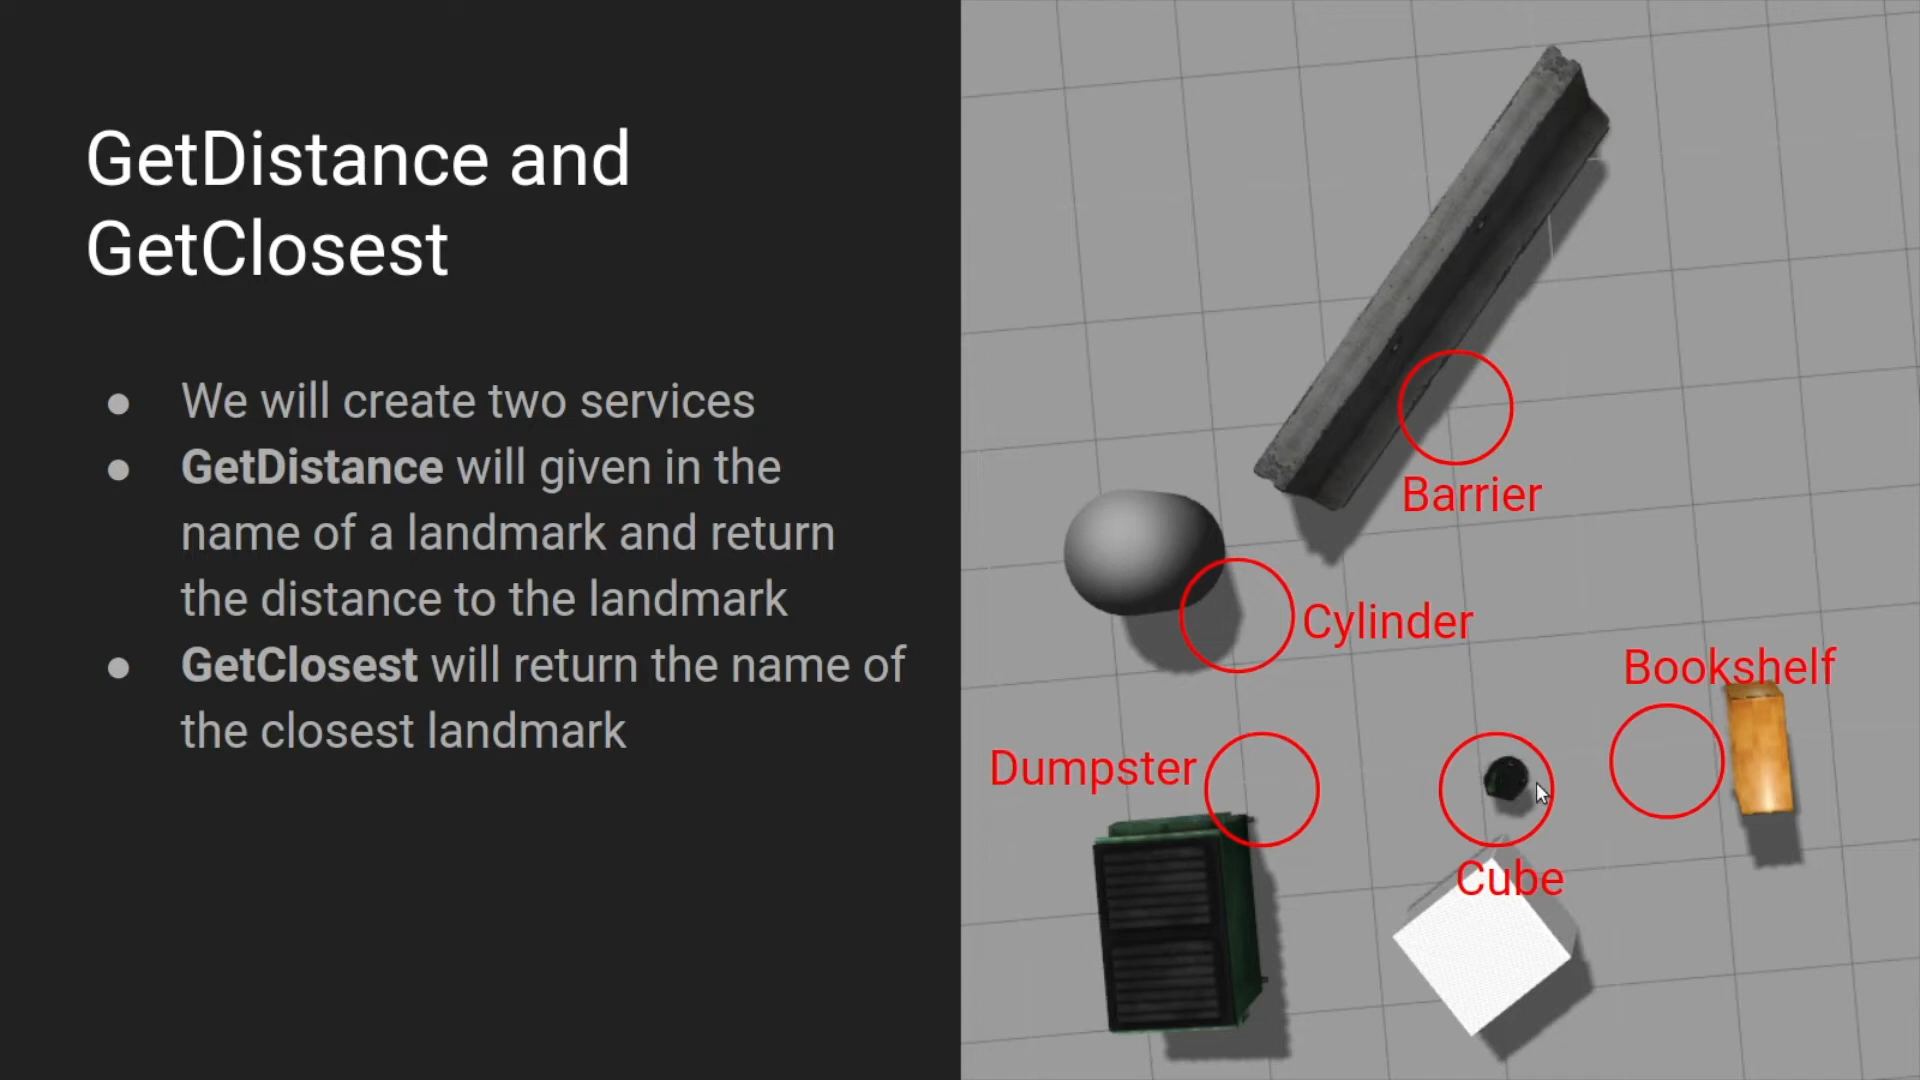 GetDistance and
GetClosest
● We will create two services
● GetDistance will given in the
name of a landmark and return
the distance to the landmark
● GetClosest will return the name of
the closest landmark
Barrier
Cylinder
Bookshelf
Dumpster
Cube